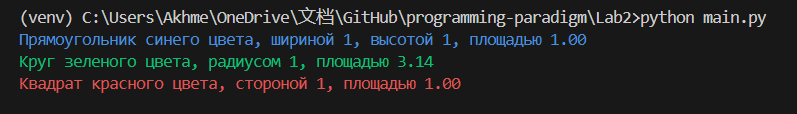 (venv) C:\Users\Akhme\OneDrive\文档\GitHub\programming-paradigm\Lab2>python main.py
Прямоугольник синего цвета, шириной 1, высотой 1, площадью 1.00
Круг зеленого цвета, радиусом 1, площадью 3.14
Квадрат красного цвета, стороной 1, площадью 1.00